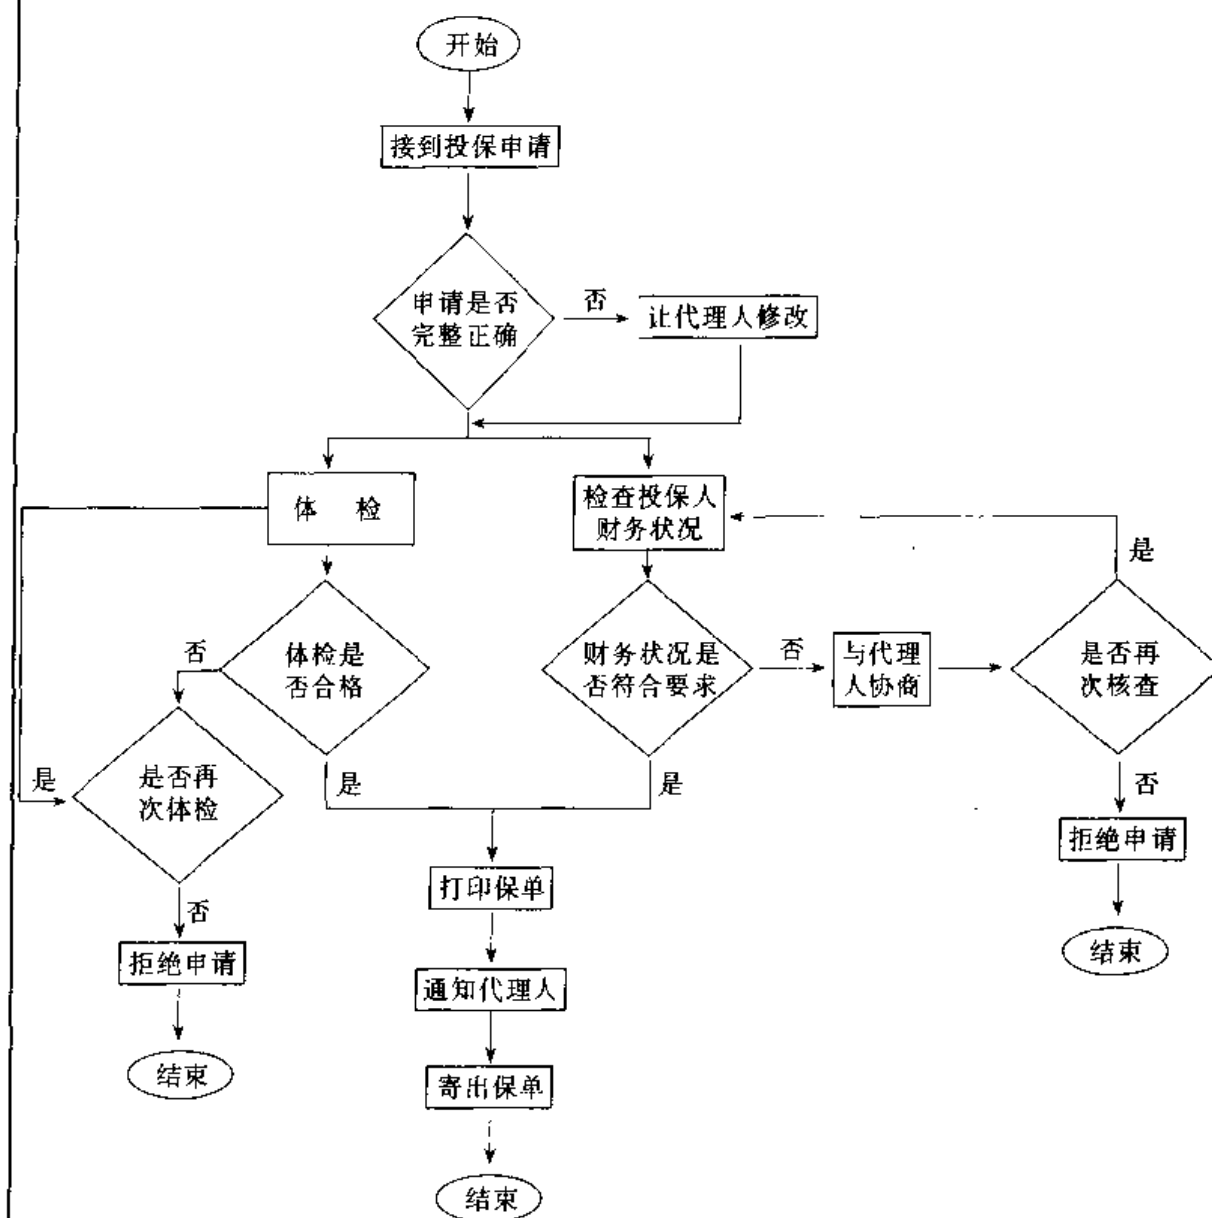 开始
接到投保申请
申请是否
完整正确
否
让代理人修改
体 检
检查投保人
财务状况
是
否
体检是
否合格
财务状况是
否符合要求
否
与代理
人协商
是否再
次核查
是
是否再
次体检
是
是
否
拒绝申请
打印保单
否
拒绝申请
结束
通知代理人
结束
寄出保单
结束